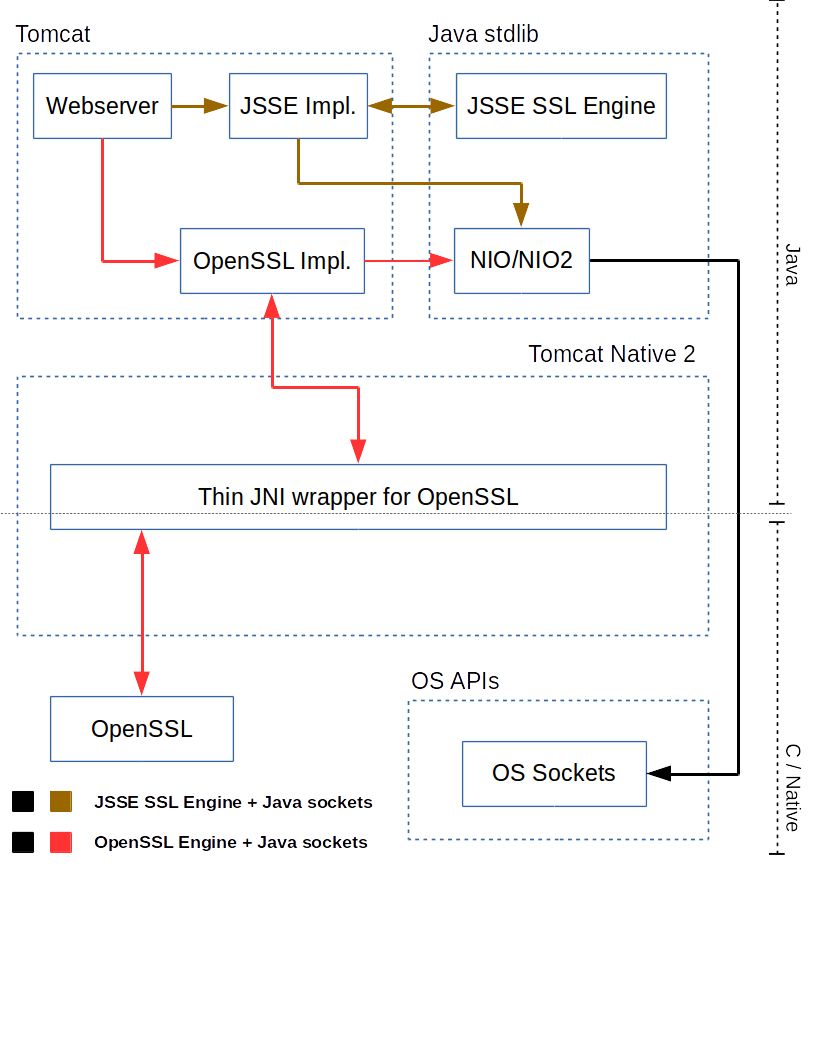 Tomcat
Java stdlib
Webserver
JSSE Impl.
JSSE SSL Engine
OpenSSL Impl.
NIO/NIO2
Java
Tomcat Native 2
Thin JNI wrapper for OpenSSL
OS APIs
OpenSSL
OS Sockets
C / Native
JSSE SSL Engine + Java sockets
OpenSSL Engine + Java sockets